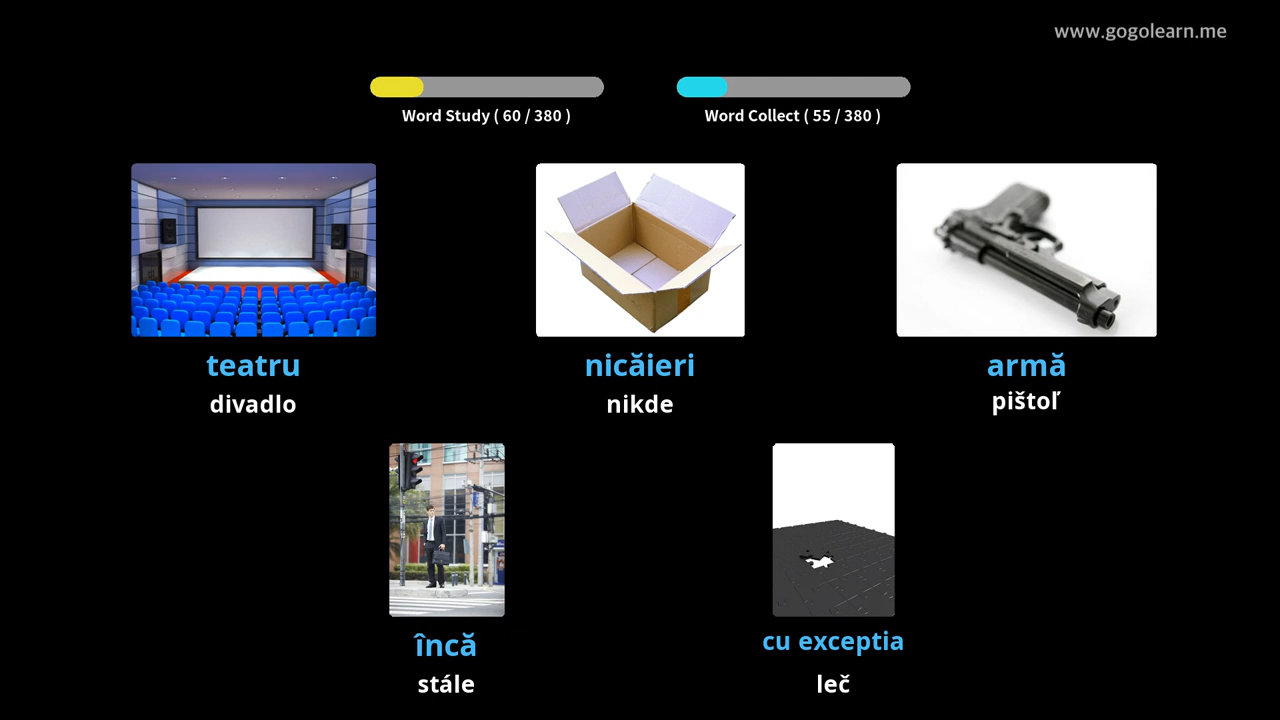 www.gogolearn.me
Word Study ( 60 / 380 )
Word Collect ( 55 / 380 )
teatru
divadlo
nicăieri
nikde
armă
pištoľ
încă
stále
cu exceptia
leč